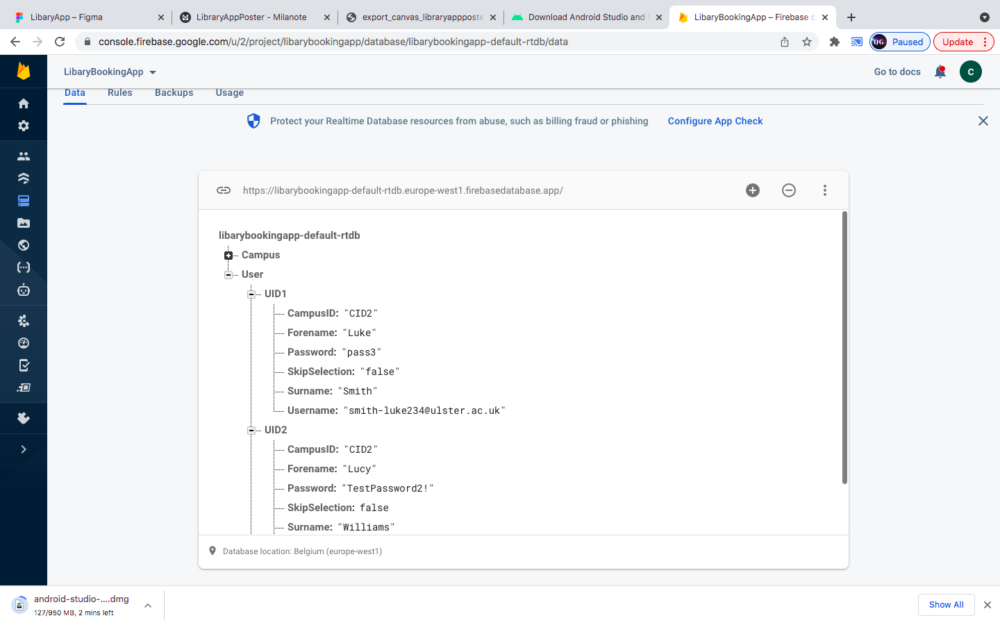 LibaryApp – Figma
LibraryAppPoster - Milanote
export_canvas_libraryappposte
Download Android Studio and
LibaryBookingApp – Firebase c
console.firebase.google.com/u/2/project/libarybookingapp/database/libarybookingapp-default-rtdb/data
DG
Paused
Update
LibaryBookingApp
Go to docs
C
Data
Rules
Backups
Usage
Protect your Realtime Database resources from abuse, such as billing fraud or phishing
Configure App Check
https://libarybookingapp-default-rtdb.europe-west1.firebasedatabase.app/
libarybookingapp-default-rtdb
Campus
User
UID1
CampusID: "CID2"
Forename: "Luke"
Password: "pass3"
SkipSelection: "false"
Surname: "Smith"
Username: "smith-luke234@ulster.ac.uk"
UID2
CampusID: "CID2"
Forename: "Lucy"
Password: "TestPassword2!"
SkipSelection: false
Surname: "Williams"
Database location: Belgium (europe-west1)
android-studio-....dmg
127/950 MB, 2 mins left
Show All